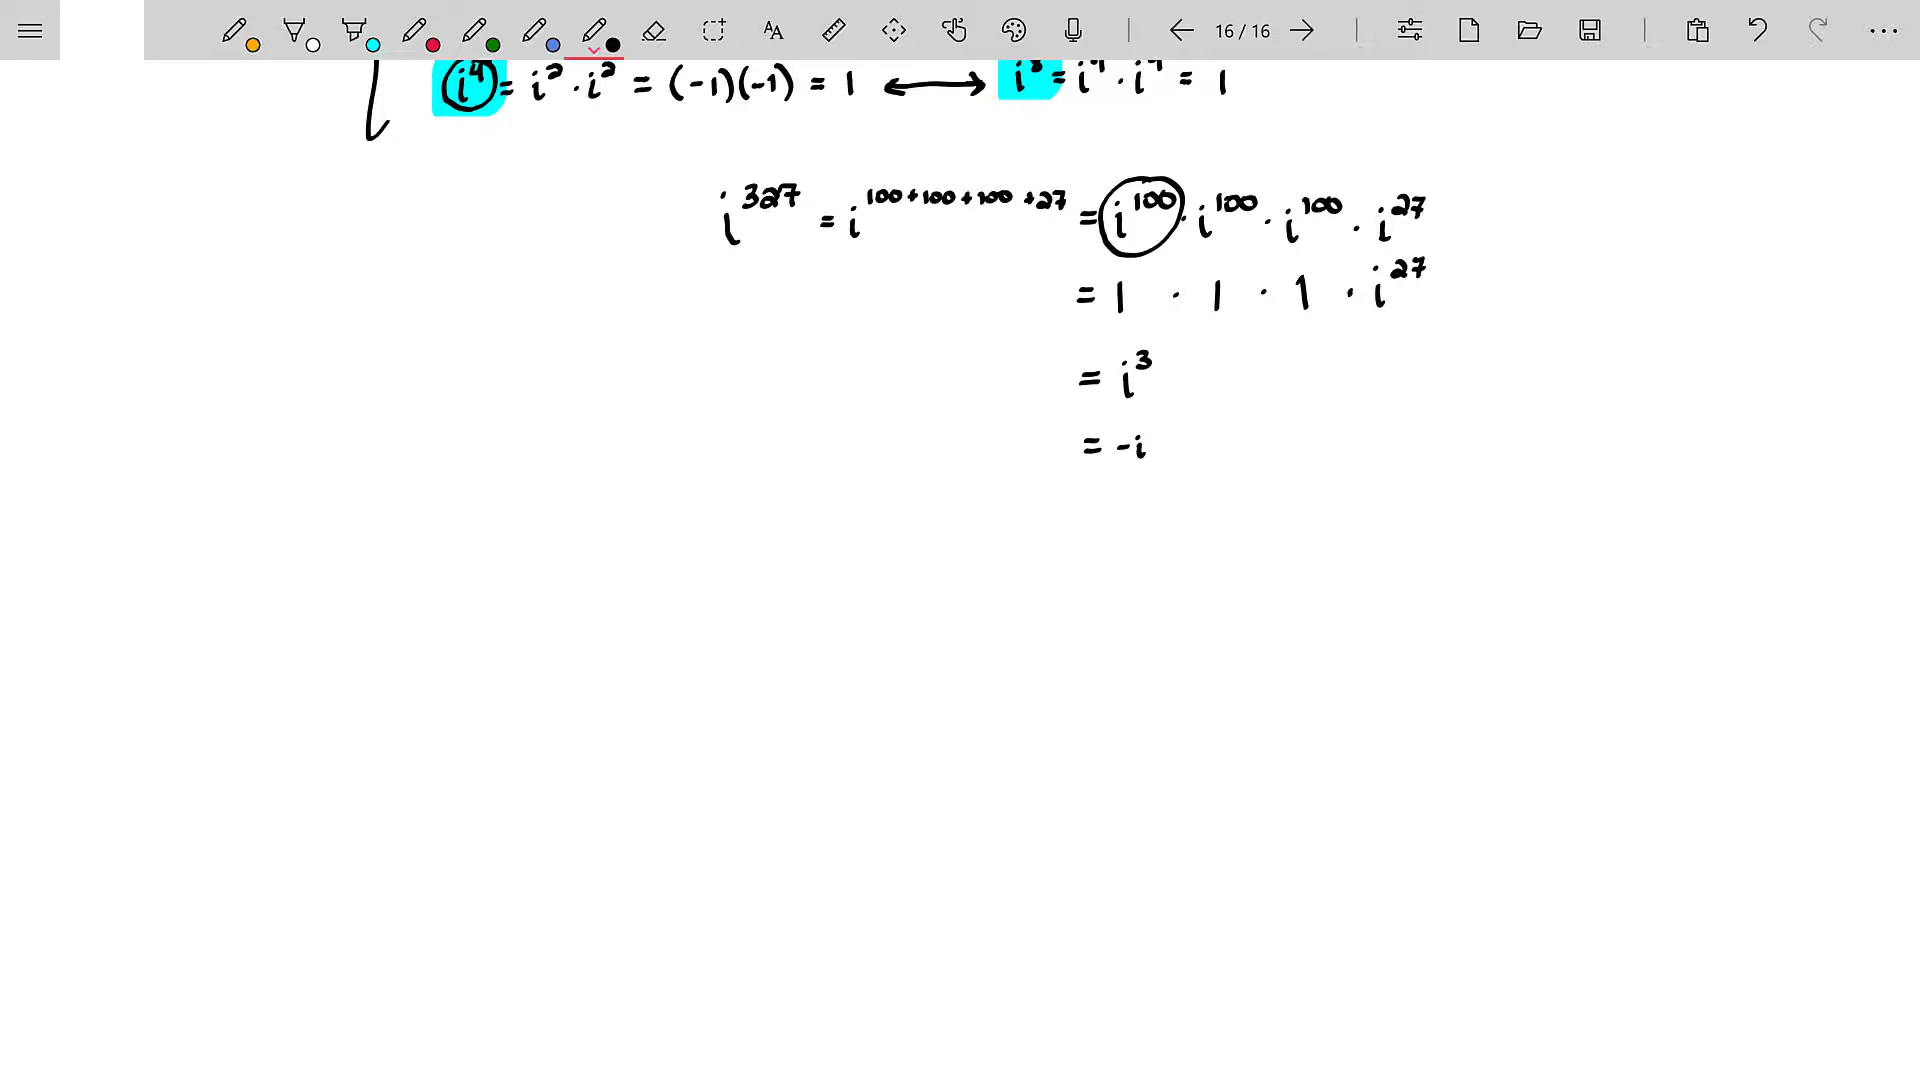 16 / 16
i⁴ = i² · i² = (-1)(-1) = 1 ⟷ i⁸ = i⁴ · i⁴ = 1
i³²⁷ = i¹⁰⁰⁺¹⁰⁰⁺¹⁰⁰⁺²⁷ = i¹⁰⁰ · i¹⁰⁰ · i¹⁰⁰ · i²⁷
= 1 · 1 · 1 · i²⁷
= i³
= -i